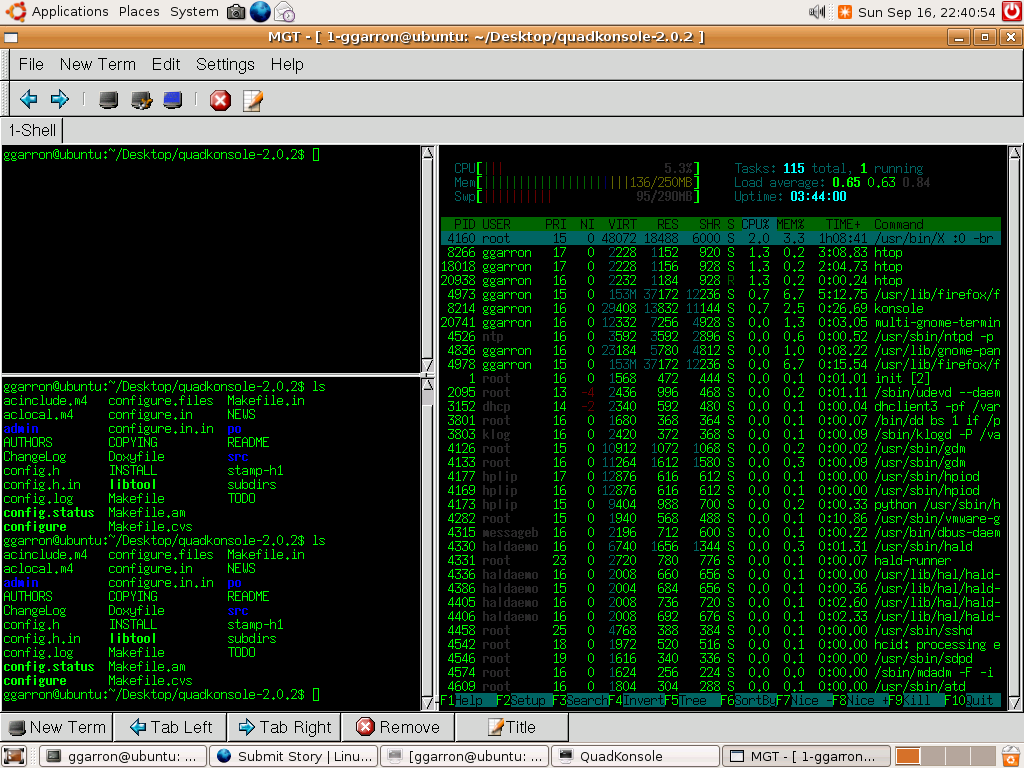 Applications Places System Sun Sep 16, 22:40:54
MGT - [ 1-ggarron@ubuntu: ~/Desktop/quadkonsole-2.0.2 ]
File New Term Edit Settings Help
1-Shell
ggarron@ubuntu:~/Desktop/quadkonsole-2.0.2$
ggarron@ubuntu:~/Desktop/quadkonsole-2.0.2$ ls
acinclude.m4 configure.files Makefile.in
aclocal.m4 configure.in NEWS
admin configure.in.in po
AUTHORS COPYING README
ChangeLog Doxyfile src
config.h INSTALL stamp-h1
config.h.in libtool subdirs
config.log Makefile TODO
config.status Makefile.am
configure Makefile.cvs
ggarron@ubuntu:~/Desktop/quadkonsole-2.0.2$ ls
acinclude.m4 configure.files Makefile.in
aclocal.m4 configure.in NEWS
admin configure.in.in po
AUTHORS COPYING README
ChangeLog Doxyfile src
config.h INSTALL stamp-h1
config.h.in libtool subdirs
config.log Makefile TODO
config.status Makefile.am
configure Makefile.cvs
ggarron@ubuntu:~/Desktop/quadkonsole-2.0.2$
CPU[|| 5.3%] Tasks: 115 total, 1 running
Mem[ 136/250MB] Load average: 0.65 0.63 0.84
Swp[ 95/290MB] Uptime: 03:44:00
PID USER PRI NI VIRT RES SHR S CPU% MEM% TIME+ Command
4160 root 15 0 48072 18488 6000 S 2.0 3.3 1h08:41 /usr/bin/X :0 -br
8266 ggarron 17 0 2228 1152 920 S 1.3 0.2 3:08.83 htop
18018 ggarron 17 0 2228 1156 928 S 1.3 0.2 2:04.73 htop
20938 ggarron 16 0 2232 1184 928 R 1.3 0.2 0:00.24 htop
4973 ggarron 15 0 153M 37172 12236 S 0.7 6.7 5:12.75 /usr/lib/firefox/f
8214 ggarron 16 0 29408 13832 11144 S 0.7 2.5 0:26.69 konsole
20741 ggarron 16 0 12332 7256 4928 S 0.0 1.3 0:03.05 multi-gnome-termin
4526 ntp 16 0 3592 3592 2896 S 0.0 0.6 0:00.52 /usr/sbin/ntpd -p
4836 ggarron 16 0 23184 5780 4812 S 0.0 1.0 0:08.22 /usr/lib/gnome-pan
4978 ggarron 16 0 153M 37172 12236 S 0.0 6.7 0:15.54 /usr/lib/firefox/f
1 root 16 0 1568 472 444 S 0.0 0.1 0:01.01 init [2]
2095 root 13 -4 2436 996 468 S 0.0 0.2 0:01.11 /sbin/udevd --daem
3152 dhcp 14 -2 2340 592 480 S 0.0 0.1 0:00.04 dhclient3 -pf /var
3801 root 16 0 1680 368 364 S 0.0 0.1 0:00.07 /bin/dd bs 1 if /p
3803 klog 16 0 2420 372 368 S 0.0 0.1 0:00.09 /sbin/klogd -P /va
4126 root 16 0 10912 1072 1068 S 0.0 0.2 0:00.02 /usr/sbin/gdm
4133 root 16 0 11264 1612 1580 S 0.0 0.3 0:00.09 /usr/sbin/gdm
4177 hplip 17 0 12876 616 612 S 0.0 0.1 0:00.00 /usr/sbin/hpiod
4169 hplip 16 0 12876 616 612 S 0.0 0.1 0:00.00 /usr/sbin/hpiod
4173 hplip 16 0 9404 988 700 S 0.0 0.2 0:00.33 python /usr/sbin/h
4282 root 16 0 1940 568 488 S 0.0 0.1 0:10.86 /usr/sbin/vmware-g
4315 messageb 16 0 2196 712 600 S 0.0 0.1 0:00.22 /usr/bin/dbus-daem
4330 haldaemo 16 0 6740 1656 1344 S 0.0 0.3 0:01.31 /usr/sbin/hald
4331 root 23 0 2720 780 776 S 0.0 0.1 0:00.07 hald-runner
4336 haldaemo 16 0 2008 660 656 S 0.0 0.1 0:00.00 /usr/lib/hal/hald-
4386 haldaemo 16 0 2004 684 656 S 0.0 0.1 0:00.36 /usr/lib/hal/hald-
4405 haldaemo 16 0 2008 736 720 S 0.0 0.1 0:02.60 /usr/lib/hal/hald-
4406 haldaemo 16 0 2008 692 676 S 0.0 0.1 0:02.33 /usr/lib/hal/hald-
4458 root 25 0 4768 388 384 S 0.0 0.1 0:00.00 /usr/sbin/sshd
4542 root 18 0 1972 520 516 S 0.0 0.1 0:00.00 hcid: processing e
4546 root 19 0 1616 340 336 S 0.0 0.1 0:00.00 /usr/sbin/sdpd
4574 root 16 0 1624 256 224 S 0.0 0.0 0:00.00 /sbin/mdadm -F -i
4609 root 16 0 1804 304 288 S 0.0 0.1 0:00.00 /usr/sbin/atd
F1Help F2Setup F3SearchF4InvertF5Tree F6SortByF7Nice -F8Nice +F9Kill F10Quit
New Term Tab Left Tab Right Remove Title
ggarron@ubuntu: ... Submit Story | Linu... [ggarron@ubuntu: ... QuadKonsole MGT - [ 1-ggarron...